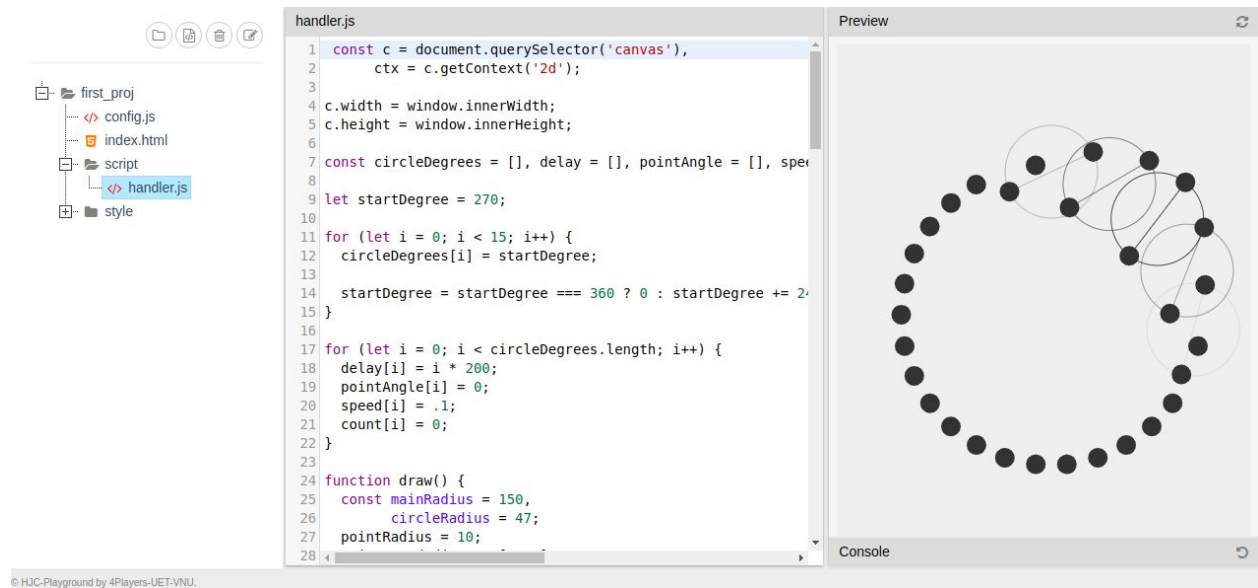 first_proj
config.js
index.html
script
handler.js
style
handler.js
1 const c = document.querySelector('canvas'),
2 ctx = c.getContext('2d');
3
4 c.width = window.innerWidth;
5 c.height = window.innerHeight;
6
7 const circleDegrees = [], delay = [], pointAngle = [], spee
8
9 let startDegree = 270;
10
11 for (let i = 0; i < 15; i++) {
12 circleDegrees[i] = startDegree;
13
14 startDegree = startDegree === 360 ? 0 : startDegree += 24
15 }
16
17 for (let i = 0; i < circleDegrees.length; i++) {
18 delay[i] = i * 200;
19 pointAngle[i] = 0;
20 speed[i] = .1;
21 count[i] = 0;
22 }
23
24 function draw() {
25 const mainRadius = 150,
26 circleRadius = 47;
27 pointRadius = 10;
28
Preview
Console
© HJC-Playground by 4Players-UET-VNU.